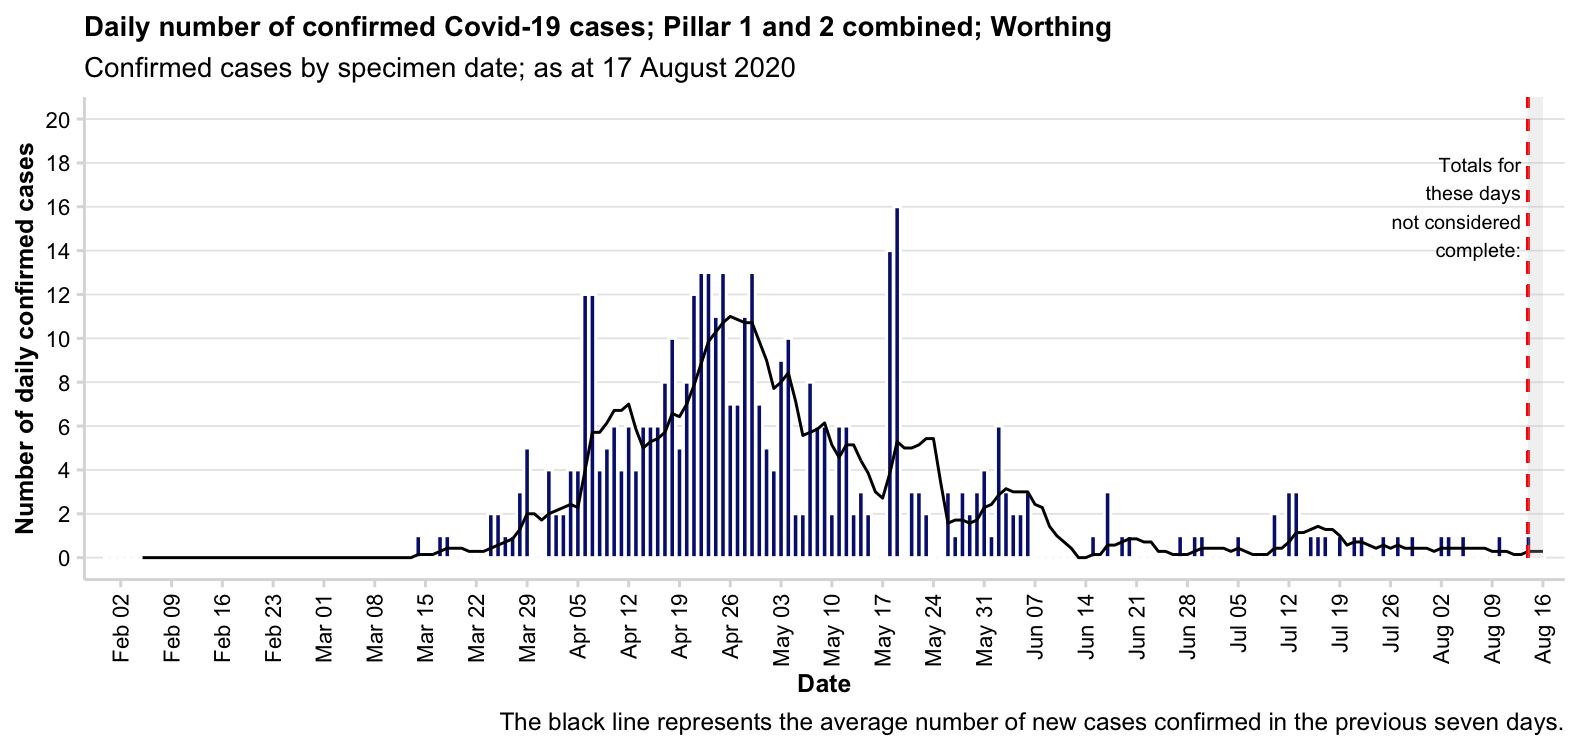 Daily number of confirmed Covid-19 cases; Pillar 1 and 2 combined; Worthing
Confirmed cases by specimen date; as at 17 August 2020
Number of daily confirmed cases
20
18
16
14
12
10
8
6
4
2
0
Totals for
these days
not considered
complete:
Feb 02
Feb 09
Feb 16
Feb 23
Mar 01
Mar 08
Mar 15
Mar 22
Mar 29
Apr 05
Apr 12
Apr 19
Apr 26
May 03
May 10
May 17
May 24
May 31
Jun 07
Jun 14
Jun 21
Jun 28
Jul 05
Jul 12
Jul 19
Jul 26
Aug 02
Aug 09
Aug 16
Date
The black line represents the average number of new cases confirmed in the previous seven days.